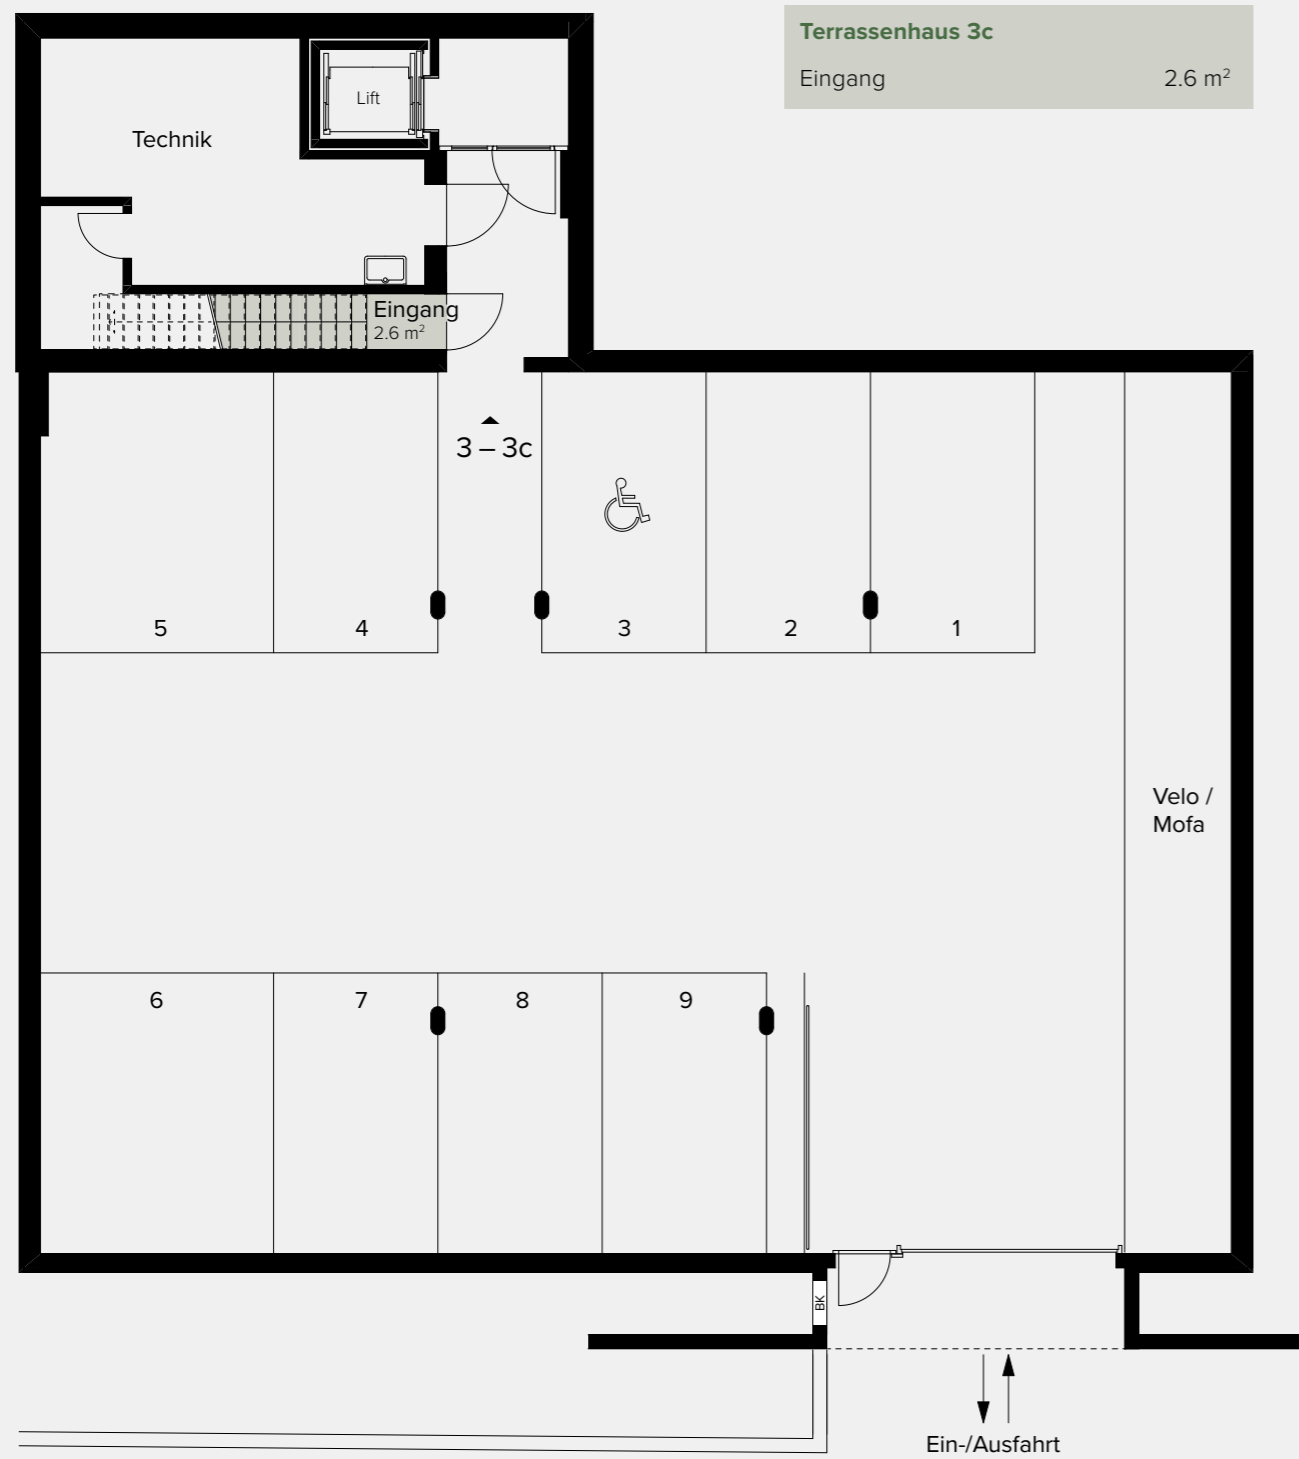 Terrassenhaus 3c
Eingang 2.6 m²
Lift
Technik
Eingang
2.6 m²
3 – 3c
5 4 3 2 1
Velo /
Mofa
6 7 8 9
BK
Ein-/Ausfahrt